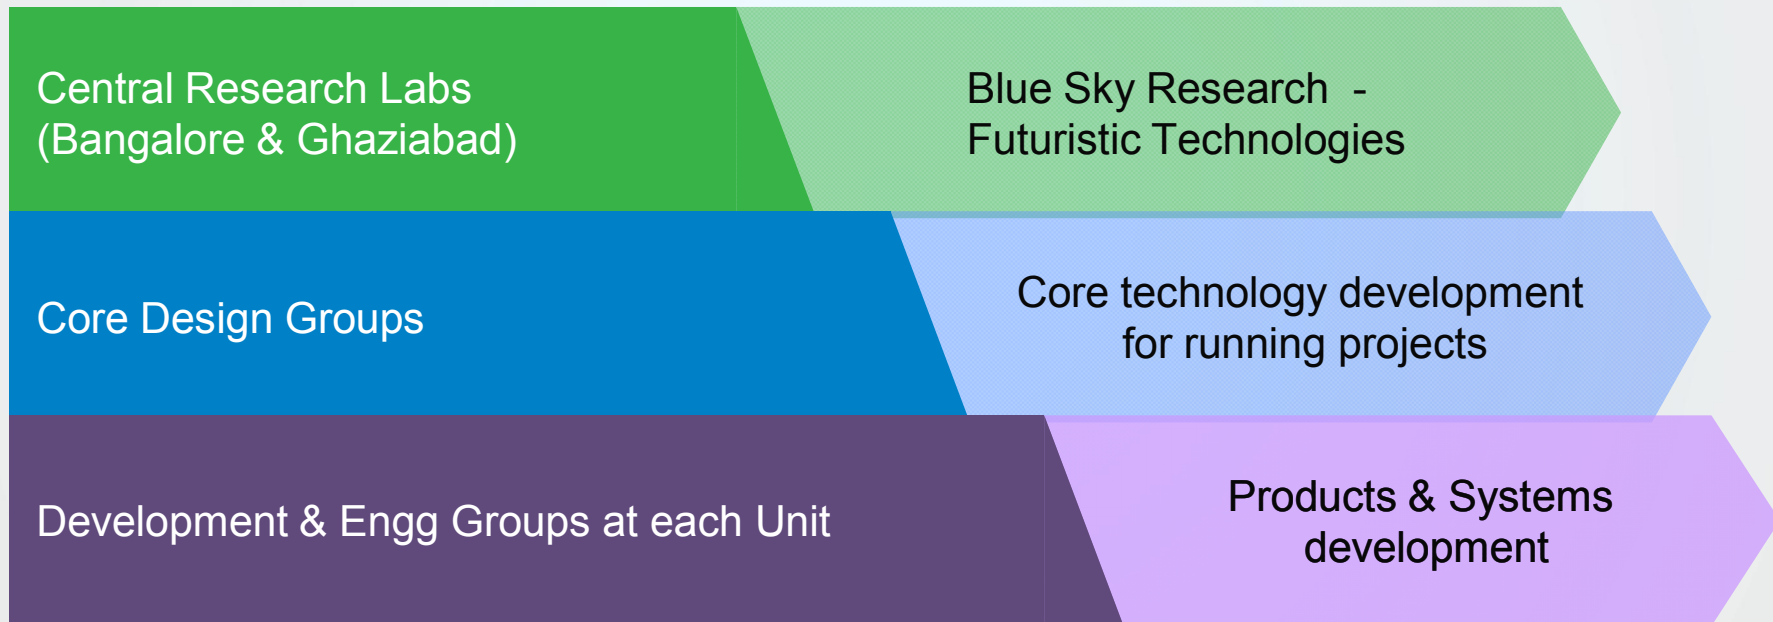 Central Research Labs
(Bangalore & Ghaziabad)
Blue Sky Research -
Futuristic Technologies
Core Design Groups
Core technology development
for running projects
Development & Engg Groups at each Unit
Products & Systems
development